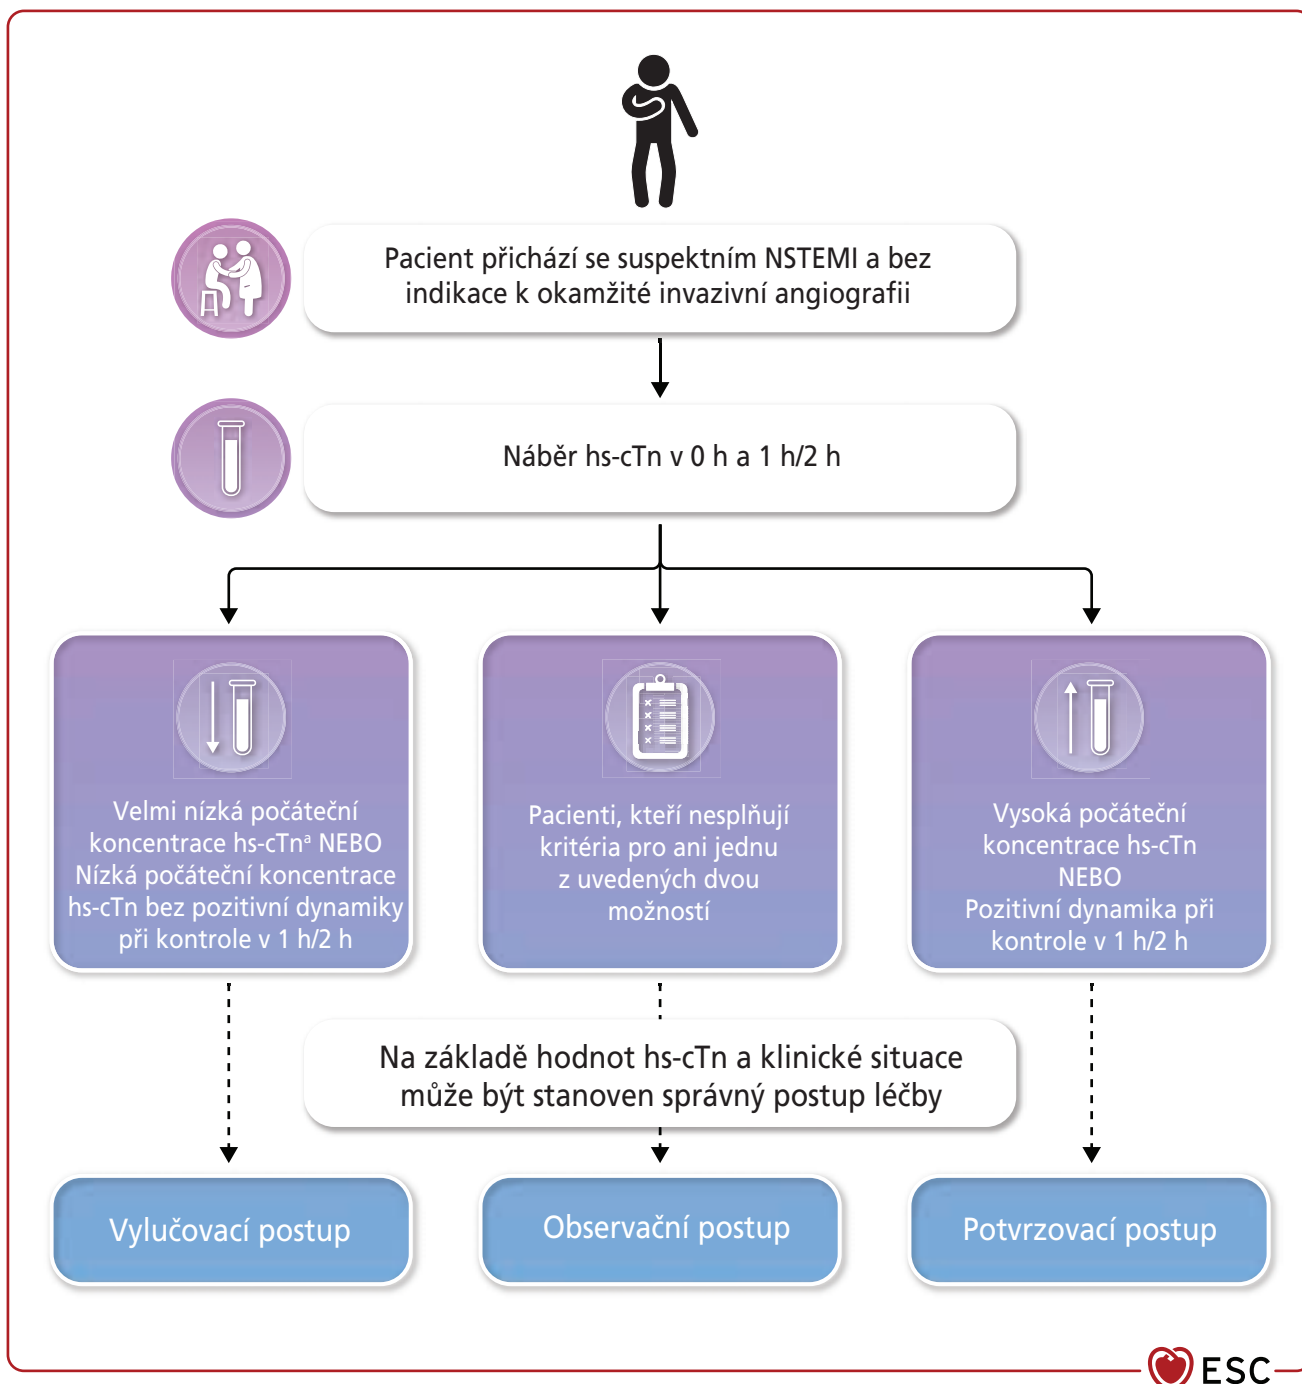 Pacient přichází se suspektním NSTEMI a bez
indikace k okamžité invazivní angiografii
Náběr hs-cTn v 0 h a 1 h/2 h
Velmi nízká počáteční
koncentrace hs-cTnᵃ NEBO
Nízká počáteční koncentrace
hs-cTn bez pozitivní dynamiky
při kontrole v 1 h/2 h
Pacienti, kteří nesplňují
kritéria pro ani jednu
z uvedených dvou
možností
Vysoká počáteční
koncentrace hs-cTn
NEBO
Pozitivní dynamika při
kontrole v 1 h/2 h
Na základě hodnot hs-cTn a klinické situace
může být stanoven správný postup léčby
Vylučovací postup
Observační postup
Potvrzovací postup
ESC